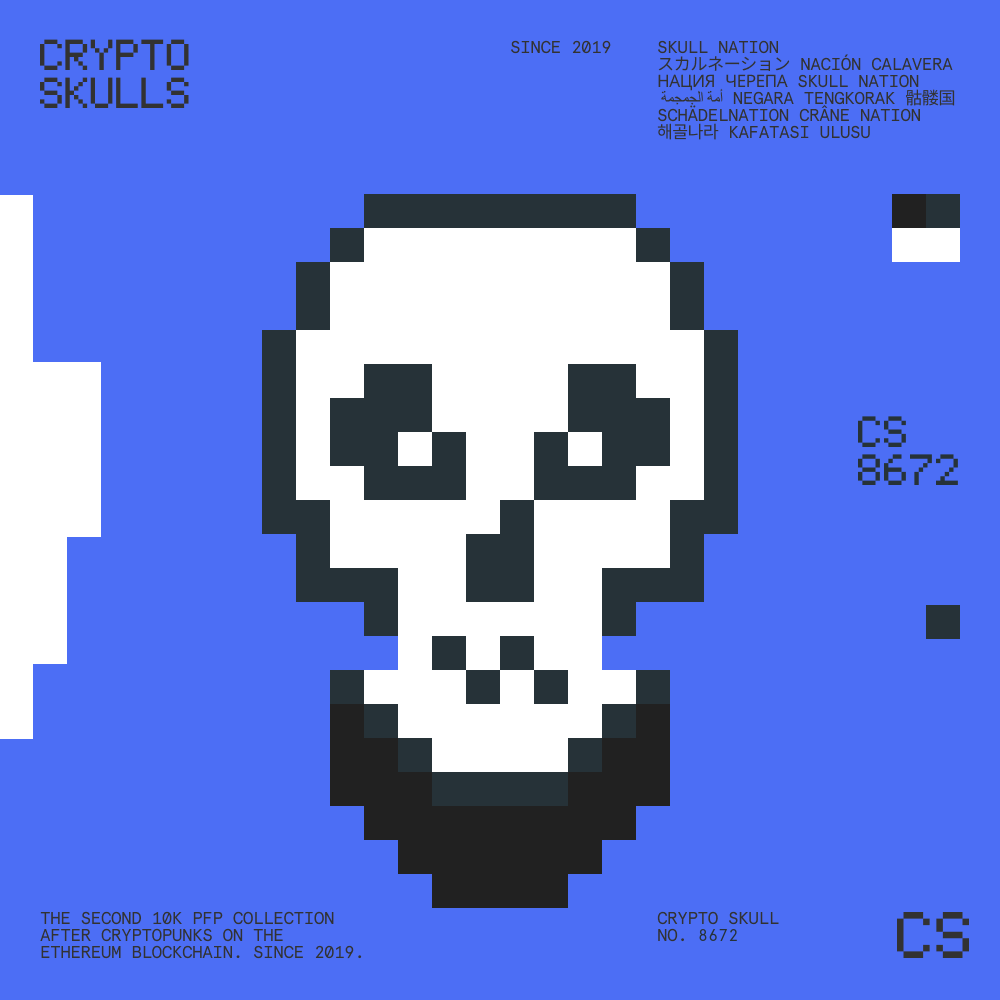 CRYPTO
SKULLS
SINCE 2019
SKULL NATION
スカルネーション NACIÓN CALAVERA
НАЦИЯ ЧЕРЕПА SKULL NATION
أمة الجمجمة NEGARA TENGKORAK 骷髅国
SCHÄDELNATION CRÂNE NATION
해골나라 KAFATASI ULUSU
CS
8672
THE SECOND 10K PFP COLLECTION
AFTER CRYPTOPUNKS ON THE
ETHEREUM BLOCKCHAIN. SINCE 2019.
CRYPTO SKULL
NO. 8672
CS